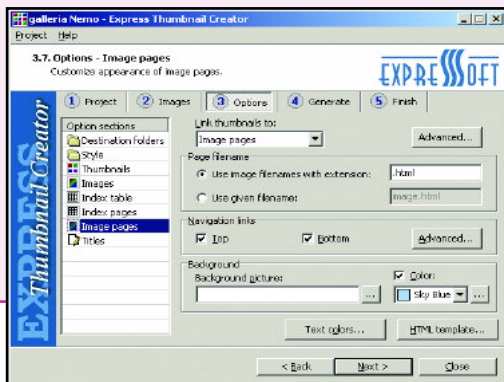 galleria Nemo - Express Thumbnail Creator
Project Help
3.7. Options - Image pages
Customize appearance of image pages.
EXPRESSOFT
1 Project 2 Images 3 Options 4 Generate 5 Finish
EXPRESS
Thumbnail Creator
Option sections
Destination folders
Style
Thumbnails
Images
Index table
Index pages
Image pages
Titles
Link thumbnails to:
Image pages
Advanced...
Page filename
Use image filenames with extension: .html
Use given filename: image.html
Navigation links
Top Bottom Advanced...
Background
Background picture:
...
Color:
Sky Blue ...
Text colors... HTML template...
< Back Next > Close